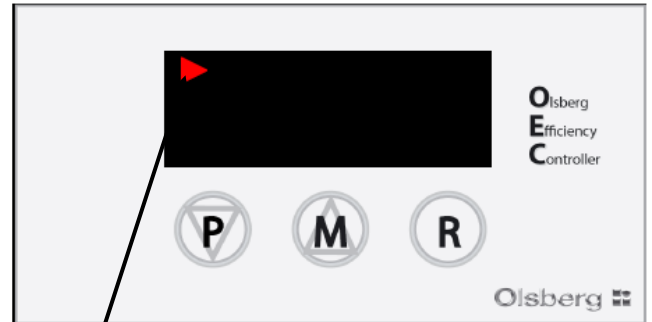 Olsberg
Efficiency
Controller
P M R
Olsberg